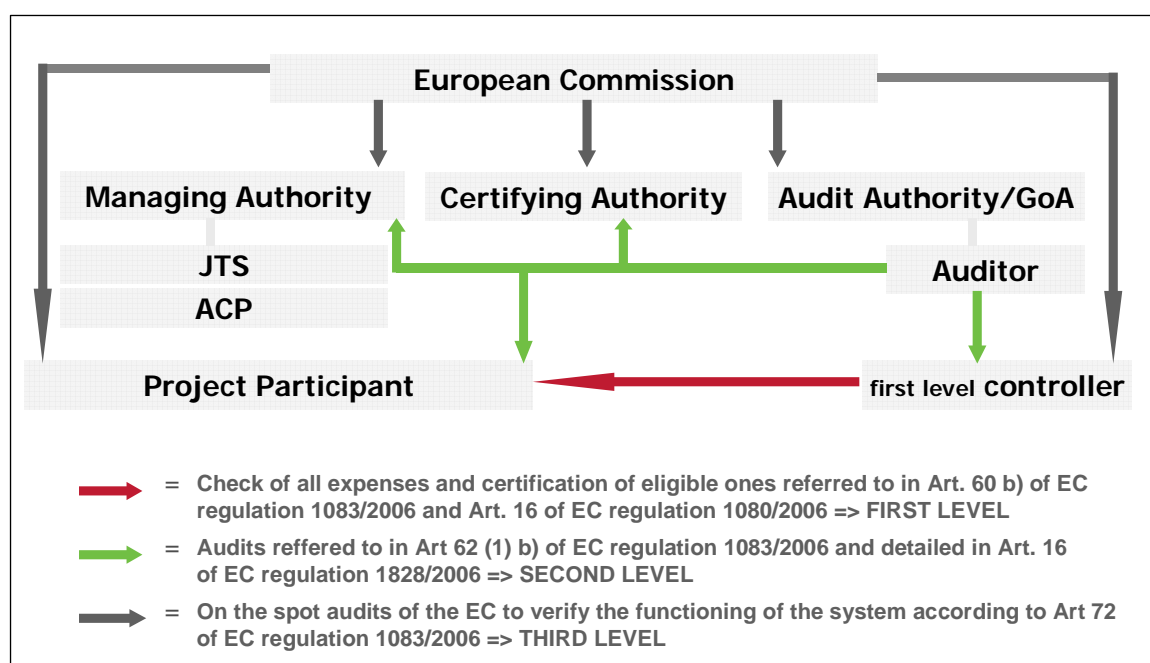 European Commission
Managing Authority
Certifying Authority
Audit Authority/GoA
JTS
Auditor
ACP
Project Participant
first level controller
= Check of all expenses and certification of eligible ones referred to in Art. 60 b) of EC
regulation 1083/2006 and Art. 16 of EC regulation 1080/2006 => FIRST LEVEL
= Audits reffered to in Art 62 (1) b) of EC regulation 1083/2006 and detailed in Art. 16
of EC regulation 1828/2006 => SECOND LEVEL
= On the spot audits of the EC to verify the functioning of the system according to Art 72
of EC regulation 1083/2006 => THIRD LEVEL